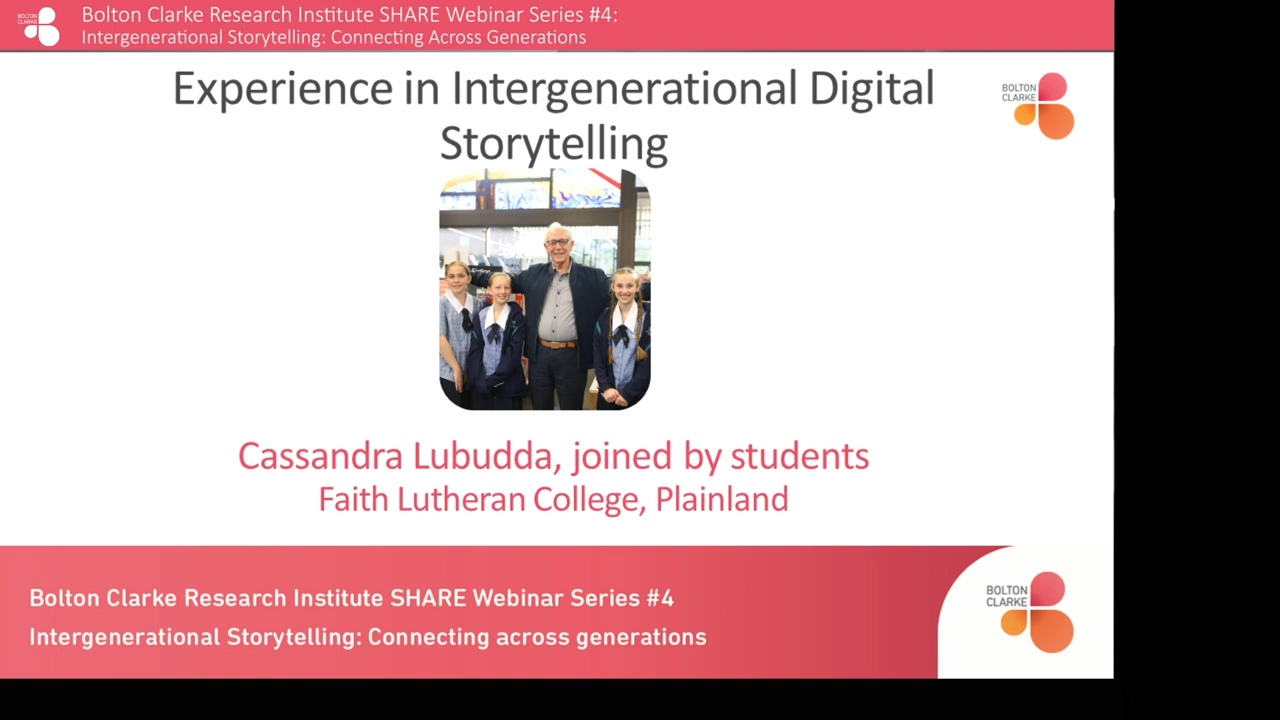 BOLTON
CLARKE
Bolton Clarke Research Institute SHARE Webinar Series #4:
Intergenerational Storytelling: Connecting Across Generations
Experience in Intergenerational Digital
Storytelling
BOLTON
CLARKE
Cassandra Lubudda, joined by students
Faith Lutheran College, Plainland
Bolton Clarke Research Institute SHARE Webinar Series #4
Intergenerational Storytelling: Connecting across generations
BOLTON
CLARKE